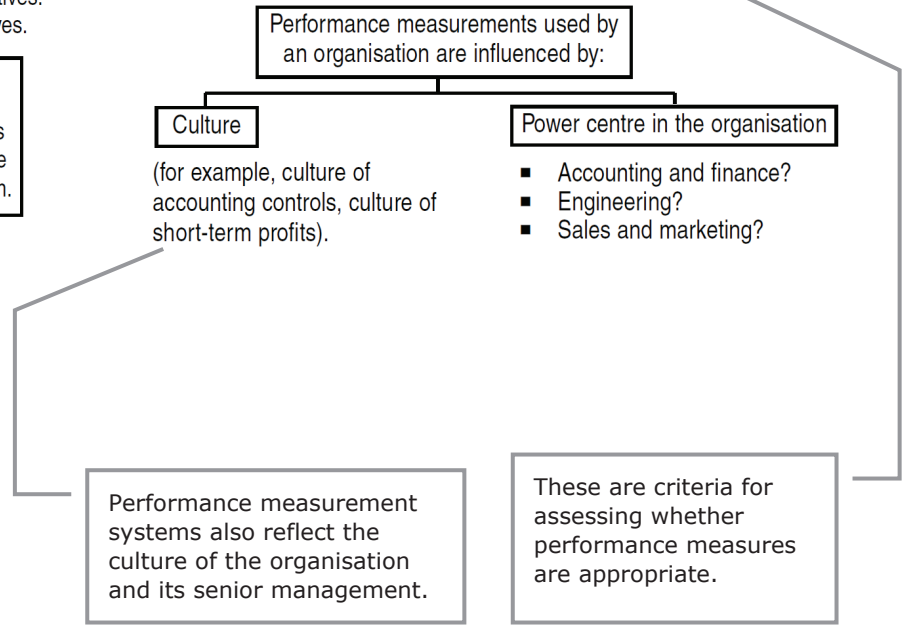 Performance measurements used by
an organisation are influenced by:
Culture
(for example, culture of
accounting controls, culture of
short-term profits).
Power centre in the organisation
■ Accounting and finance?
■ Engineering?
■ Sales and marketing?
Performance measurement
systems also reflect the
culture of the organisation
and its senior management.
These are criteria for
assessing whether
performance measures
are appropriate.